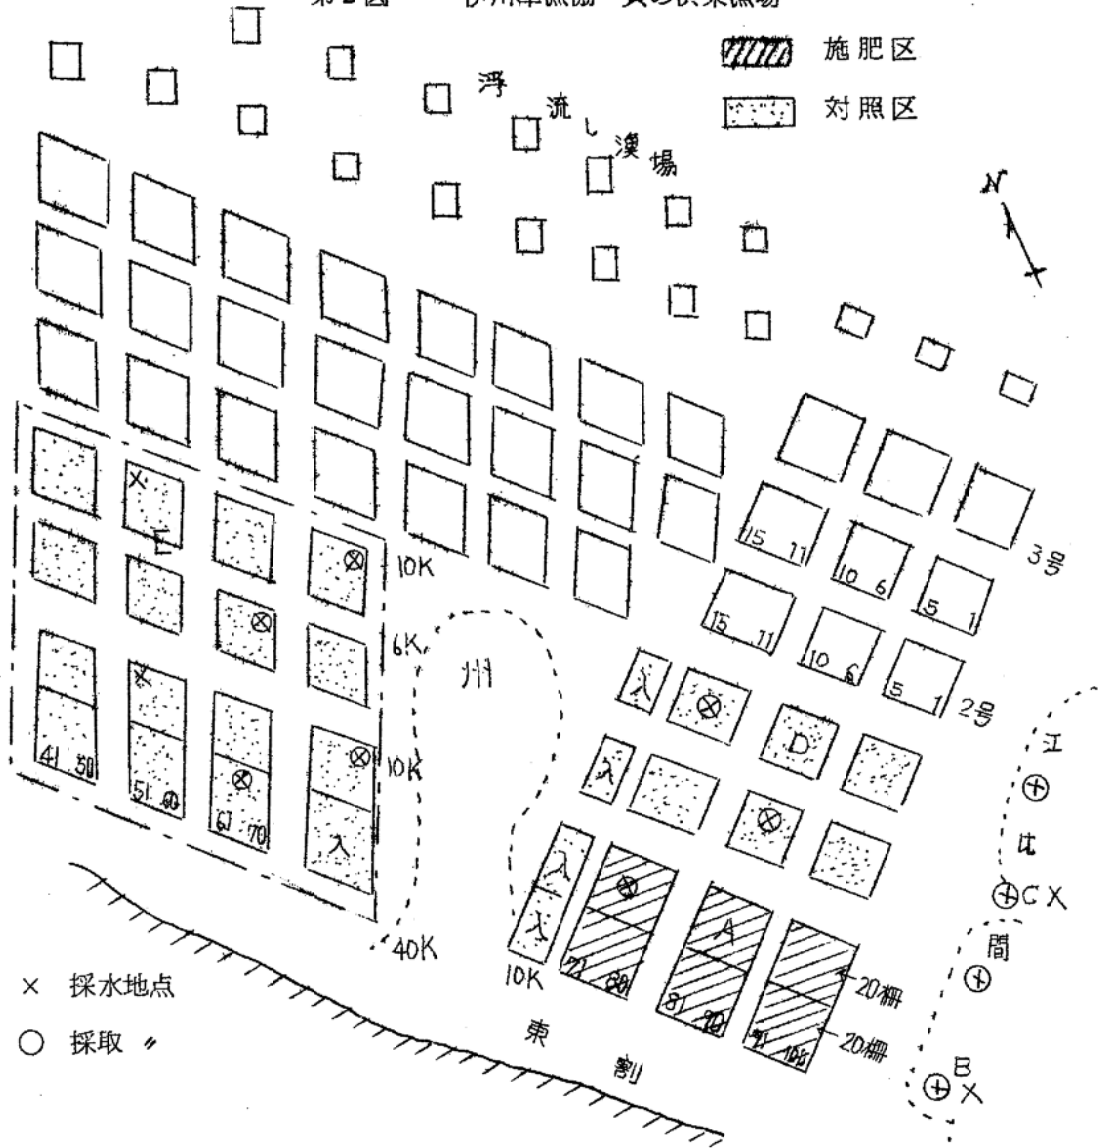 施肥区
対照区
浮流し漁場
N
3号
15 11
10 6
5 1
15 11
10 6
5 1
2号
E
10K
6K
州
入
D
江
比
間
入
10K
41 50
51 60
61 70
入
入
入
A
C
40K
10K
71 80
81 90
20柵
20柵
B
× 採水地点
○ 採取 〃
東割